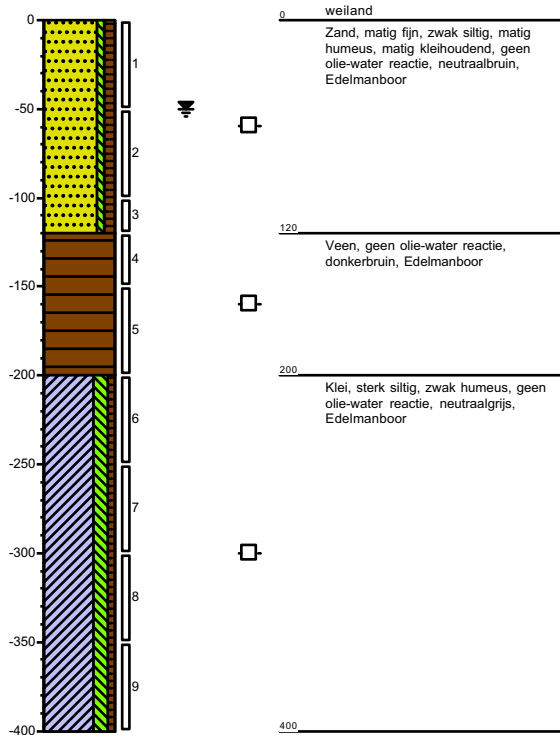 0
-50
-100
-150
-200
-250
-300
-350
-400
1
2
3
4
5
6
7
8
9
0
weiland
Zand, matig fijn, zwak siltig, matig
humeus, matig kleihoudend, geen
olie-water reactie, neutraalbruin,
Edelmanboor
120
Veen, geen olie-water reactie,
donkerbruin, Edelmanboor
200
Klei, sterk siltig, zwak humeus, geen
olie-water reactie, neutraalgrijs,
Edelmanboor
400